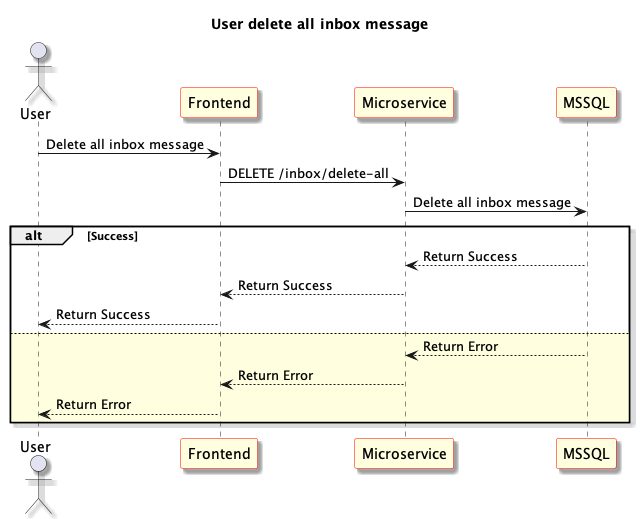 User delete all inbox message
User
Frontend
Microservice
MSSQL
Delete all inbox message
DELETE /inbox/delete-all
Delete all inbox message
alt [Success]
Return Success
Return Success
Return Success
Return Error
Return Error
Return Error
User
Frontend
Microservice
MSSQL